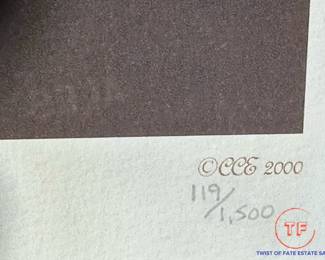 ©CCE 2000
119/1,500
TF
TWIST OF FATE ESTATE SA